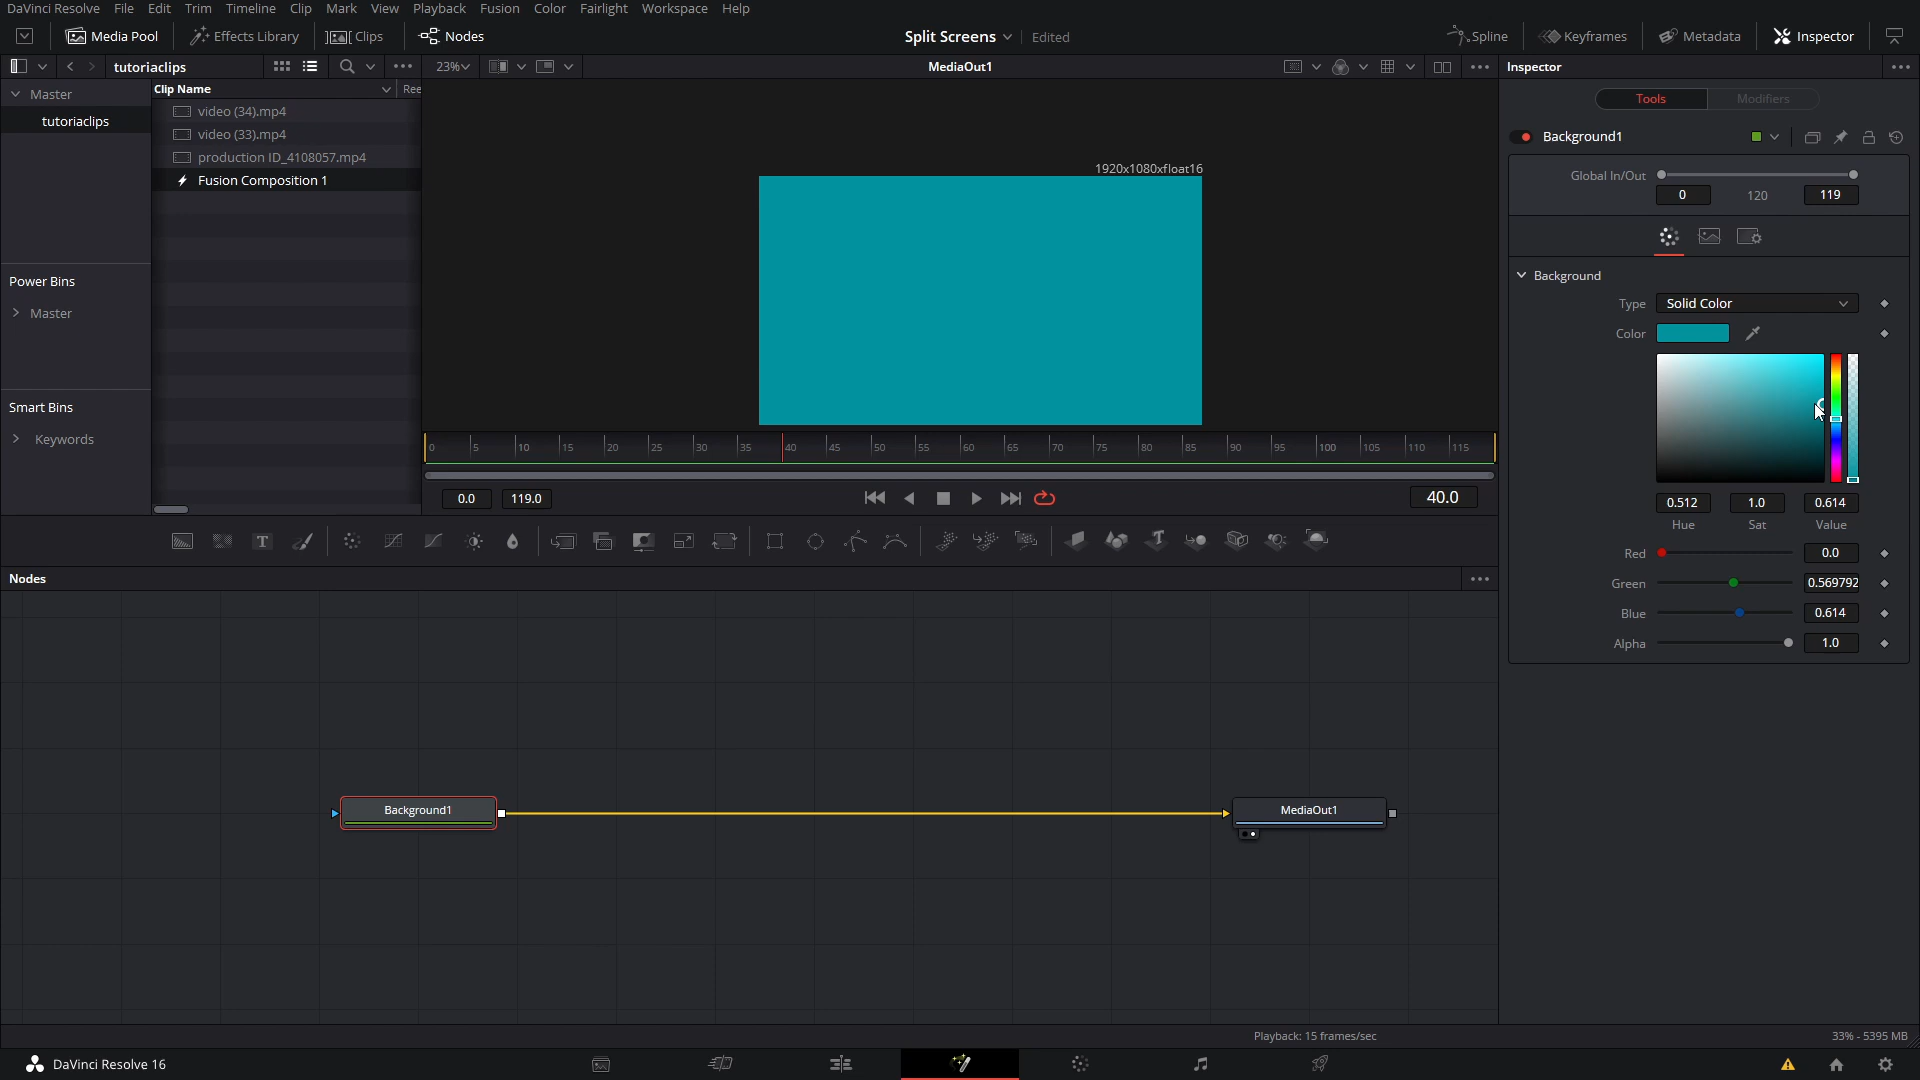 DaVinci Resolve File Edit Trim Timeline Clip Mark View Playback Fusion Color Fairlight Workspace Help
Media Pool Effects Library Clips Nodes Split Screens Edited Spline Keyframes Metadata Inspector
tutoriaclips 23% MediaOut1 Inspector
Master Clip Name Ree
tutoriaclips
video (34).mp4
video (33).mp4
production ID_4108057.mp4
Fusion Composition 1
Power Bins
Master
Smart Bins
Keywords
1920x1080xfloat16
0 5 10 15 20 25 30 35 40 45 50 55 60 65 70 75 80 85 90 95 100 105 110 115
0.0 119.0 40.0
Tools Modifiers
Background1
Global In/Out
0 120 119
Background
Type Solid Color
Color
0.512 1.0 0.614
Hue Sat Value
Red 0.0
Green 0.569792
Blue 0.614
Alpha 1.0
Nodes
Background1 MediaOut1
Playback: 15 frames/sec 33% - 5395 MB
DaVinci Resolve 16